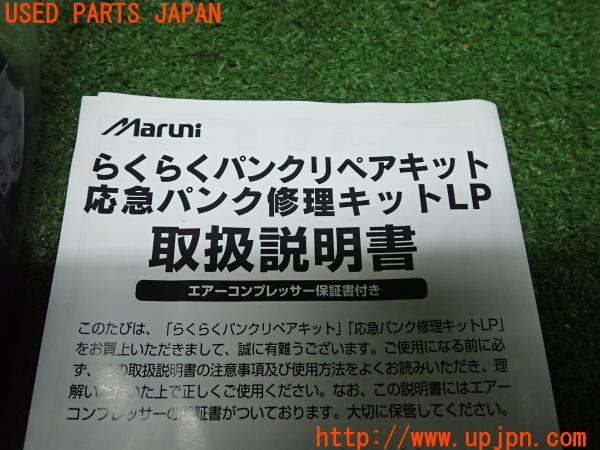 USED PARTS JAPAN
Maruni
らくらくパンクリペアキット
応急パンク修理キットLP
取扱説明書
エアーコンプレッサー保証書付き
このたびは、「らくらくパンクリペアキット」「応急パンク修理キットLP」
をお買上いただきまして、誠に有難うございます。ご使用になる前に必
ず、この取扱説明書の注意事項及び使用方法をよくお読みいただき、理
解いただいた上で正しくご使用ください。なお、この説明書にはエアー
コンプレッサーの保証書がついております。大切に保管してください。
http://www.upjpn.com/